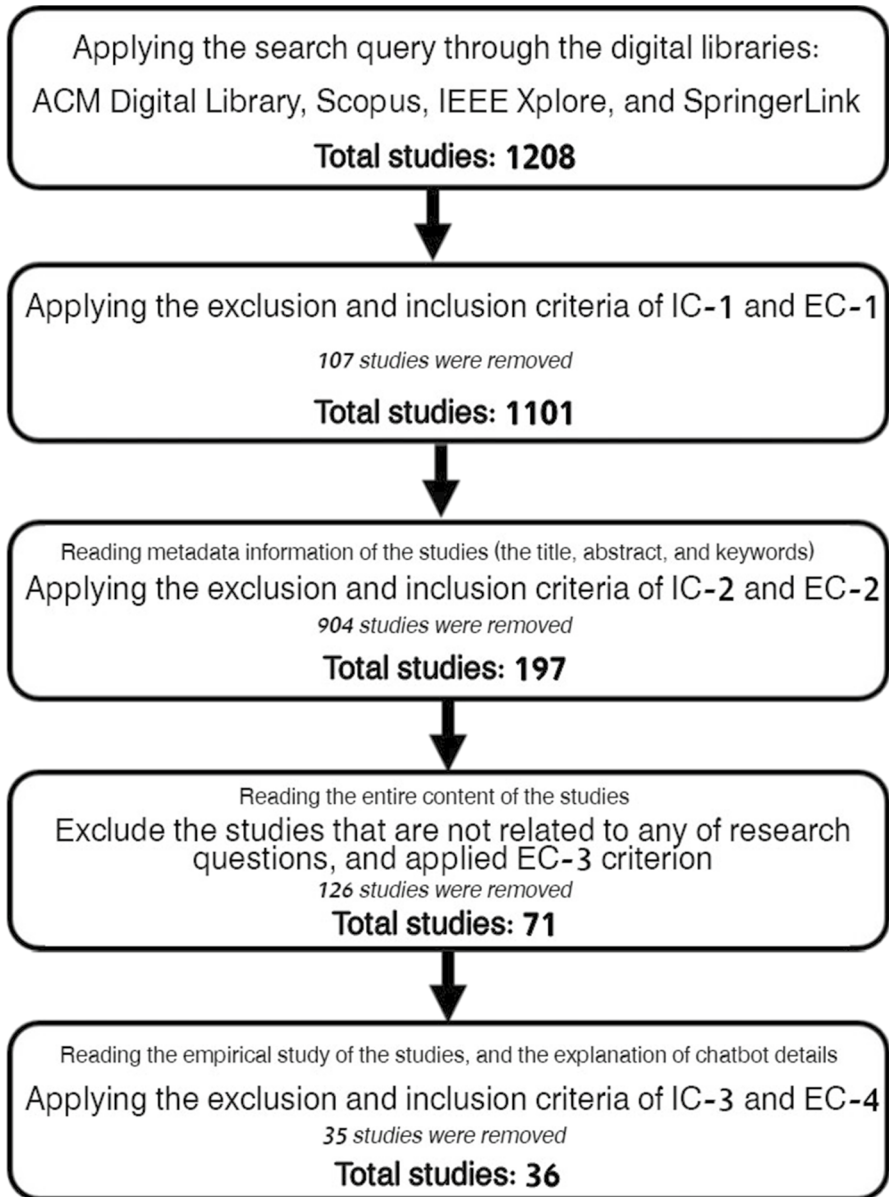 Applying the search query through the digital libraries:
ACM Digital Library, Scopus, IEEE Xplore, and SpringerLink
Total studies: 1208
Applying the exclusion and inclusion criteria of IC-1 and EC-1
107 studies were removed
Total studies: 1101
Reading metadata information of the studies (the title, abstract, and keywords)
Applying the exclusion and inclusion criteria of IC-2 and EC-2
904 studies were removed
Total studies: 197
Reading the entire content of the studies
Exclude the studies that are not related to any of research
questions, and applied EC-3 criterion
126 studies were removed
Total studies: 71
Reading the empirical study of the studies, and the explanation of chatbot details
Applying the exclusion and inclusion criteria of IC-3 and EC-4
35 studies were removed
Total studies: 36